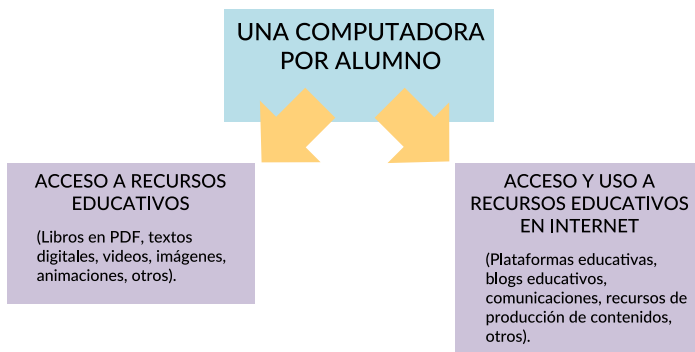 UNA COMPUTADORA
POR ALUMNO
ACCESO A RECURSOS
EDUCATIVOS
(Libros en PDF, textos
digitales, videos, imágenes,
animaciones, otros).
ACCESO Y USO A
RECURSOS EDUCATIVOS
EN INTERNET
(Plataformas educativas,
blogs educativos,
comunicaciones, recursos de
producción de contenidos,
otros).